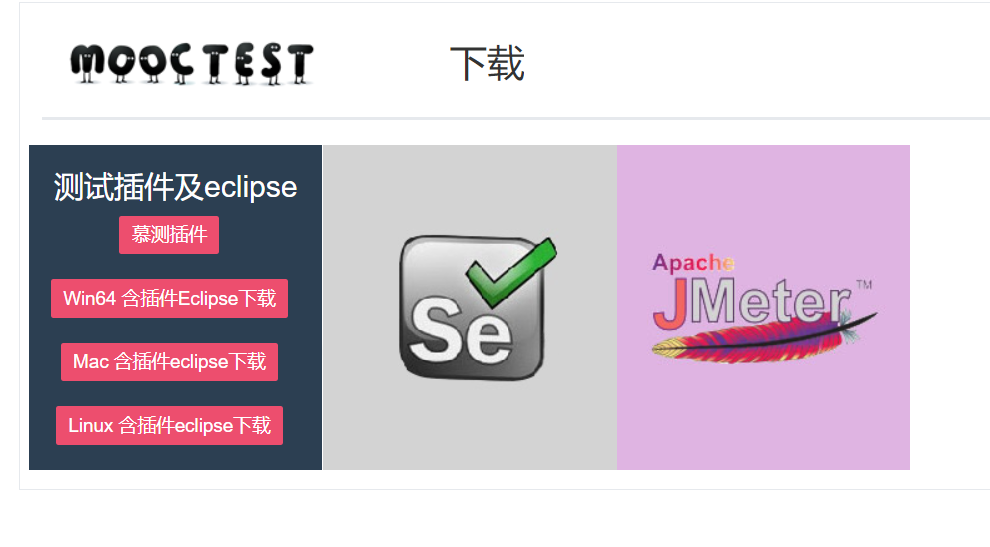 MOOCTEST
下载
测试插件及eclipse
慕测插件
Win64 含插件Eclipse下载
Mac 含插件eclipse下载
Linux 含插件eclipse下载
Se
Apache
JMeter™